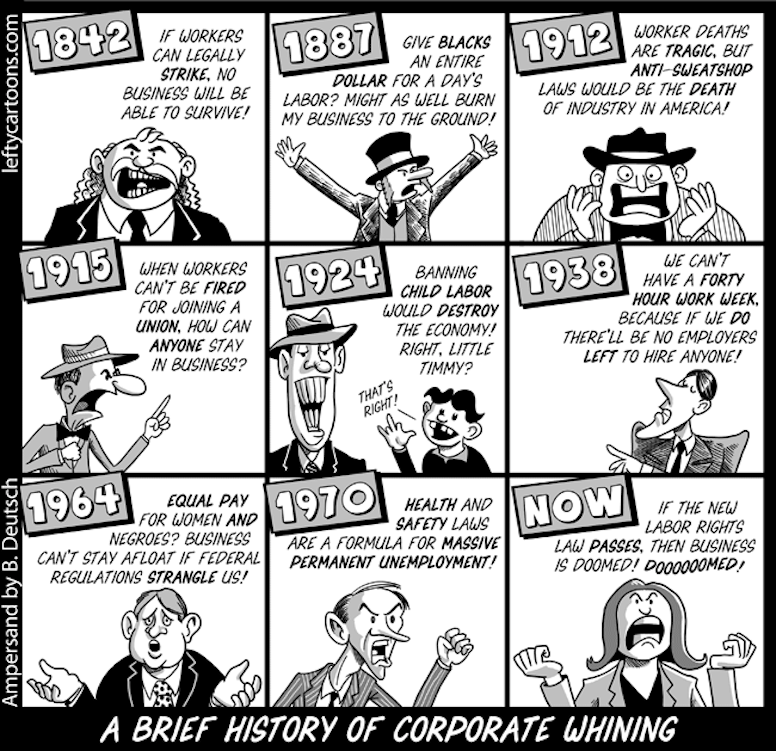 leftycartoons.com
Ampersand by B. Deutsch
1842
IF WORKERS
CAN LEGALLY
STRIKE, NO
BUSINESS WILL BE
ABLE TO SURVIVE!
1887
GIVE BLACKS
AN ENTIRE
DOLLAR FOR A DAY'S
LABOR? MIGHT AS WELL BURN
MY BUSINESS TO THE GROUND!
1912
WORKER DEATHS
ARE TRAGIC, BUT
ANTI-SWEATSHOP
LAWS WOULD BE THE DEATH
OF INDUSTRY IN AMERICA!
1915
WHEN WORKERS
CAN'T BE FIRED
FOR JOINING A
UNION, HOW CAN
ANYONE STAY
IN BUSINESS?
1924
BANNING
CHILD LABOR
WOULD DESTROY
THE ECONOMY!
RIGHT, LITTLE
TIMMY?
THAT'S
RIGHT!
1938
WE CAN'T
HAVE A FORTY
HOUR WORK WEEK,
BECAUSE IF WE DO
THERE'LL BE NO EMPLOYERS
LEFT TO HIRE ANYONE!
1964
EQUAL PAY
FOR WOMEN AND
NEGROES? BUSINESS
CAN'T STAY AFLOAT IF FEDERAL
REGULATIONS STRANGLE US!
1970
HEALTH AND
SAFETY LAWS
ARE A FORMULA FOR MASSIVE
PERMANENT UNEMPLOYMENT!
NOW
IF THE NEW
LABOR RIGHTS
LAW PASSES, THEN BUSINESS
IS DOOMED! DOOOOOOMED!
A BRIEF HISTORY OF CORPORATE WHINING